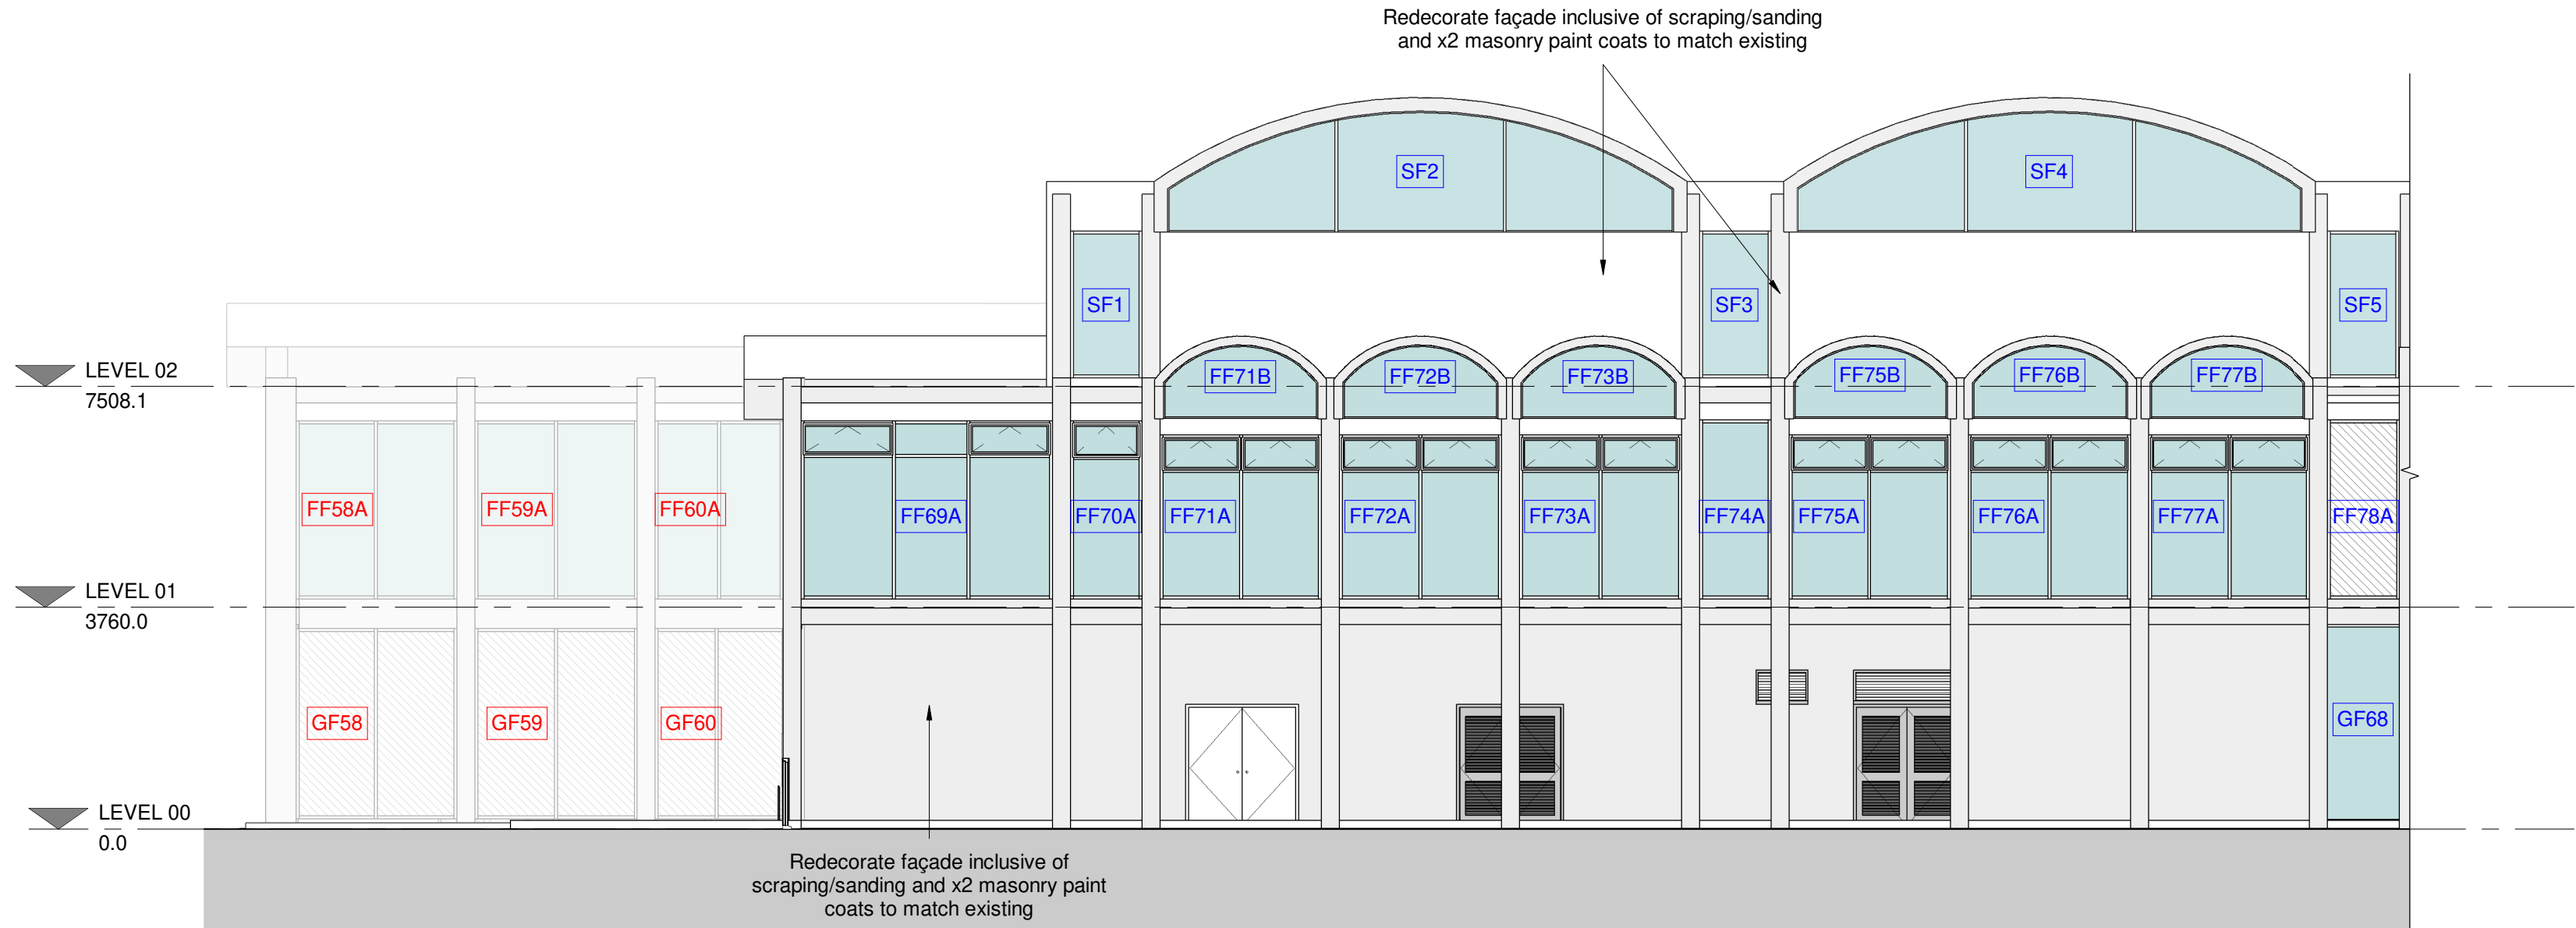 Redecorate façade inclusive of scraping/sanding
and x2 masonry paint coats to match existing
SF2
SF4
SF1
SF3
SF5
LEVEL 02
7508.1
FF71B
FF72B
FF73B
FF75B
FF76B
FF77B
FF58A
FF59A
FF60A
FF69A
FF70A
FF71A
FF72A
FF73A
FF74A
FF75A
FF76A
FF77A
FF78A
LEVEL 01
3760.0
GF58
GF59
GF60
GF68
LEVEL 00
0.0
Redecorate façade inclusive of
scraping/sanding and x2 masonry paint
coats to match existing